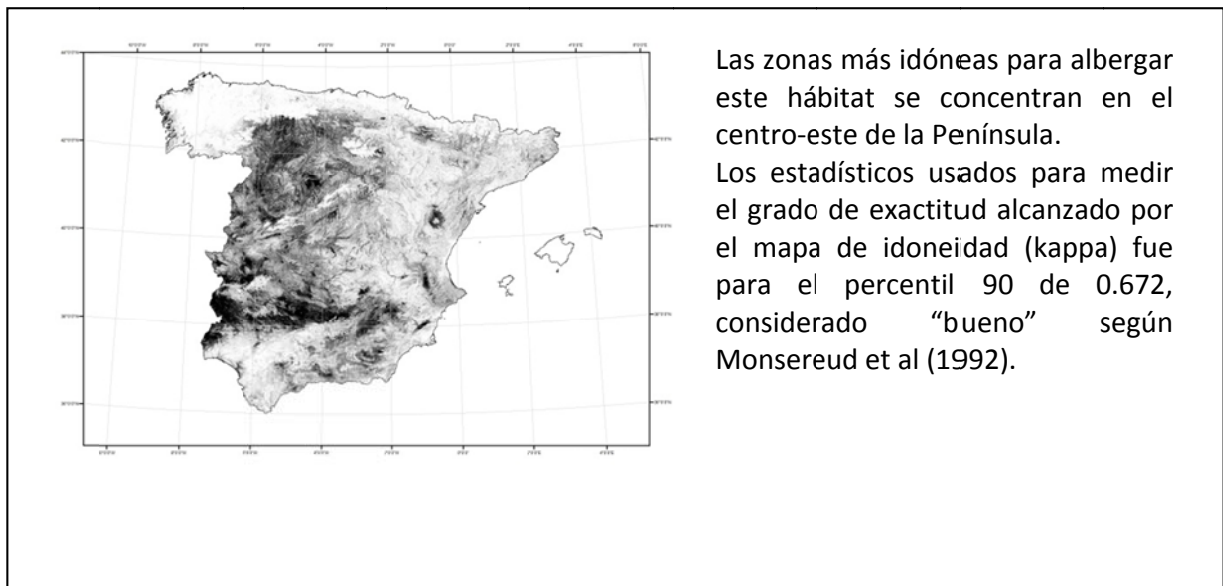 Las zonas más idóneas para albergar
este hábitat se concentran en el
centro-este de la Península.
Los estadísticos usados para medir
el grado de exactitud alcanzado por
el mapa de idoneidad (kappa) fue
para el percentil 90 de 0.672,
considerado “bueno” según
Monsereud et al (1992).